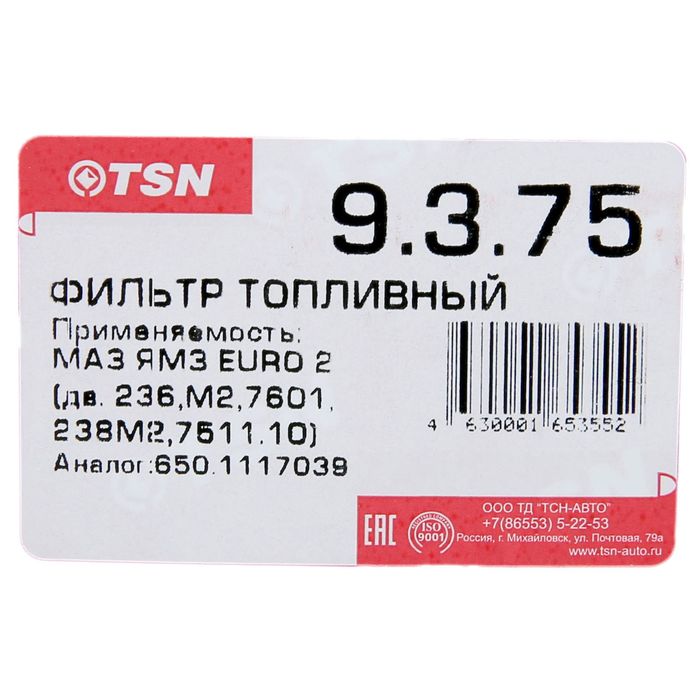 TSN
9.3.75
ФИЛЬТР ТОПЛИВНЫЙ
Применяемость:
МАЗ ЯМЗ EURO 2
(дв. 236,М2,7601,
238М2,7511.10)
Аналог:650.1117039
4 630001 653552
EAC
ISO
9001
ООО ТД "ТСН-АВТО"
+7(86553) 5-22-53
Россия, г. Михайловск, ул. Почтовая, 79а
www.tsn-auto.ru